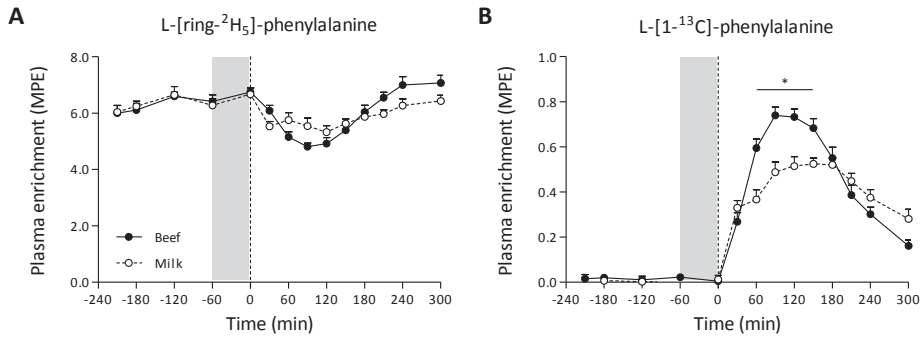 A
L-[ring-²H₅]-phenylalanine
Plasma enrichment (MPE)
8.0
6.0
4.0
2.0
0.0
Beef
Milk
-240 -180 -120 -60 0 60 120 180 240 300
Time (min)
B
L-[1-¹³C]-phenylalanine
Plasma enrichment (MPE)
1.0
0.8
0.6
0.4
0.2
0.0
*
-240 -180 -120 -60 0 60 120 180 240 300
Time (min)